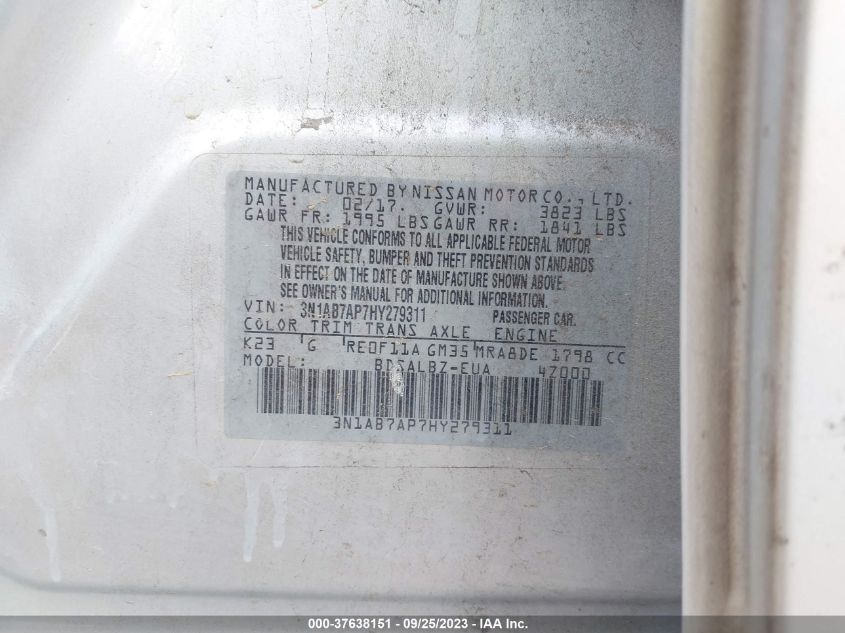 MANUFACTURED BY NISSAN MOTOR CO., LTD.
DATE: 02/17. GVWR: 3823 LBS
GAWR FR: 1995 LBS GAWR RR: 1841 LBS
THIS VEHICLE CONFORMS TO ALL APPLICABLE FEDERAL MOTOR
VEHICLE SAFETY, BUMPER AND THEFT PREVENTION STANDARDS
IN EFFECT ON THE DATE OF MANUFACTURE SHOWN ABOVE.
SEE OWNER'S MANUAL FOR ADDITIONAL INFORMATION.
VIN: 3N1AB7AP7HY279311 PASSENGER CAR.
COLOR TRIM TRANS AXLE ENGINE
K23 G RE0F11A GM35 MRA8DE 1798 CC
MODEL: BDSALBZ-EUA 4Z000
3N1AB7AP7HY279311
000-37638151 - 09/25/2023 - IAA Inc.